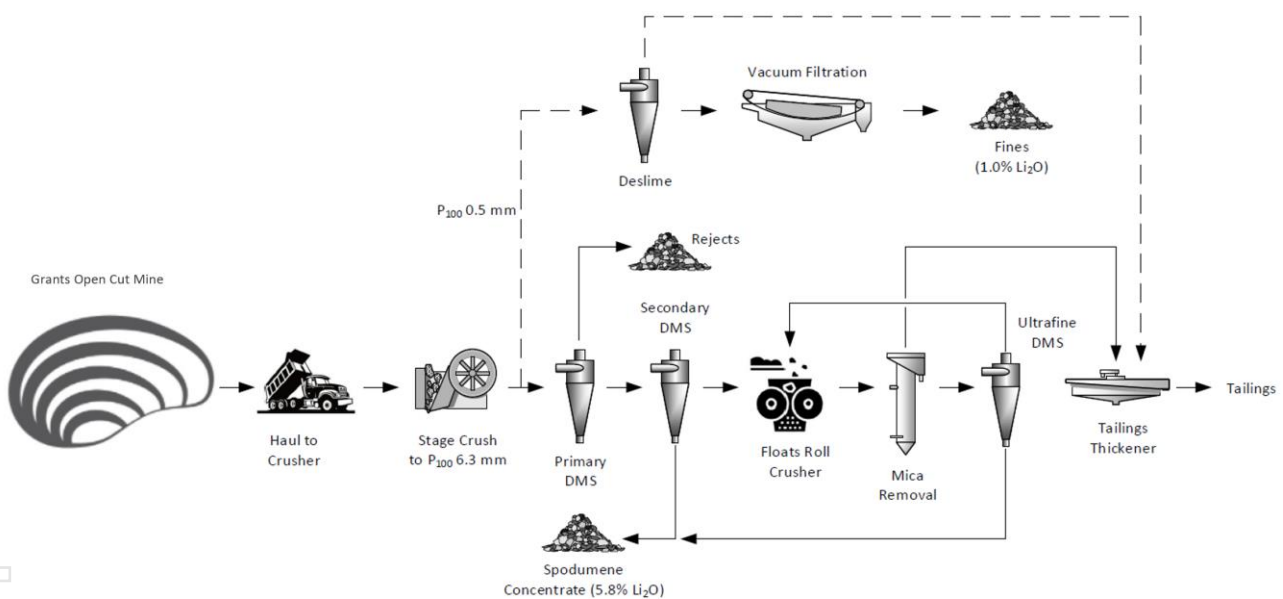 Vacuum Filtration
Deslime
Fines
(1.0% Li₂O)
P₁₀₀ 0.5 mm
Rejects
Grants Open Cut Mine
Secondary
DMS
Ultrafine
DMS
Tailings
Haul to
Crusher
Stage Crush
to P₁₀₀ 6.3 mm
Primary
DMS
Floats Roll
Crusher
Mica
Removal
Tailings
Thickener
Spodumene
Concentrate (5.8% Li₂O)